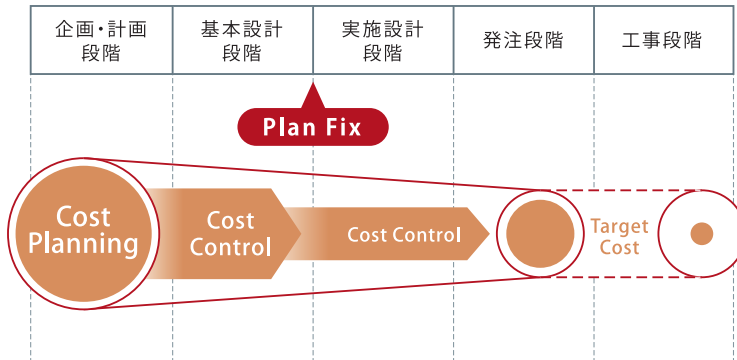 企画・計画
段階
基本設計
段階
実施設計
段階
発注段階
工事段階
Plan Fix
Cost
Planning
Cost
Control
Cost Control
Target
Cost